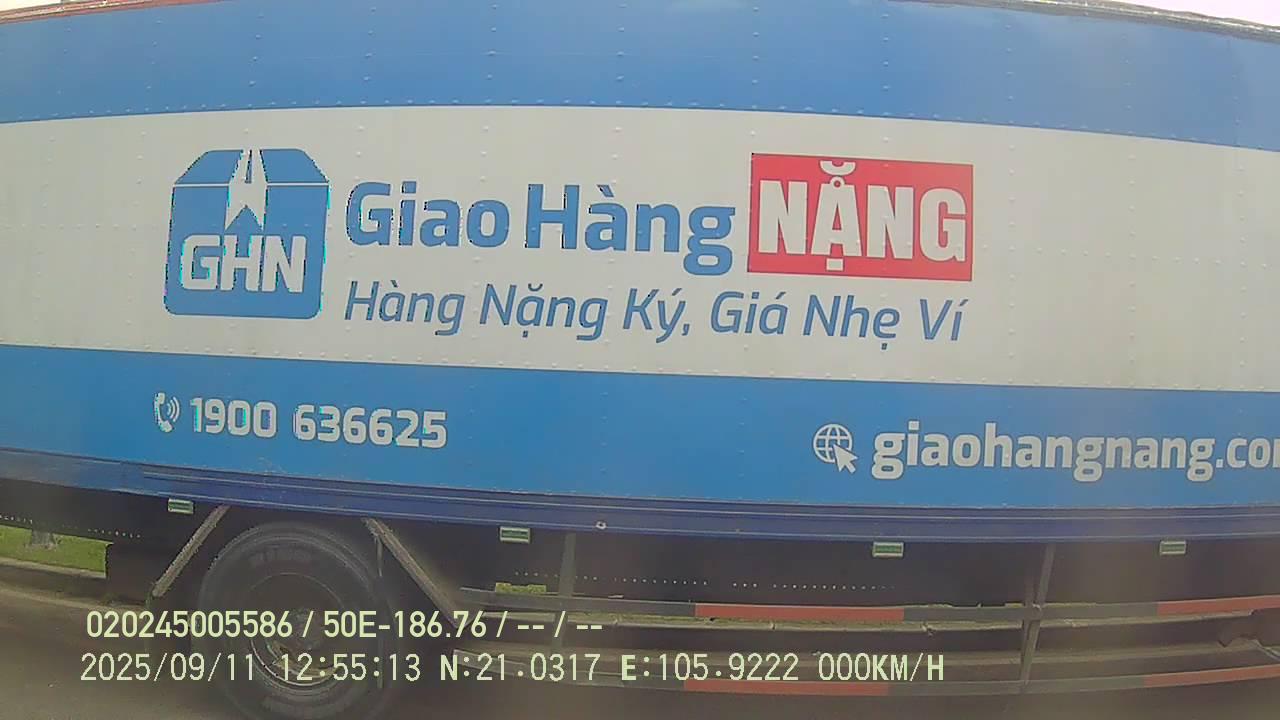 GHN
Giao Hàng NẶNG
Hàng Nặng Ký, Giá Nhẹ Ví
1900 636625
giaohangnang.co
020245005586 / 50E-186.76 / -- / --
2025/09/11 12:55:13 N:21.0317 E:105.9222 000KM/H